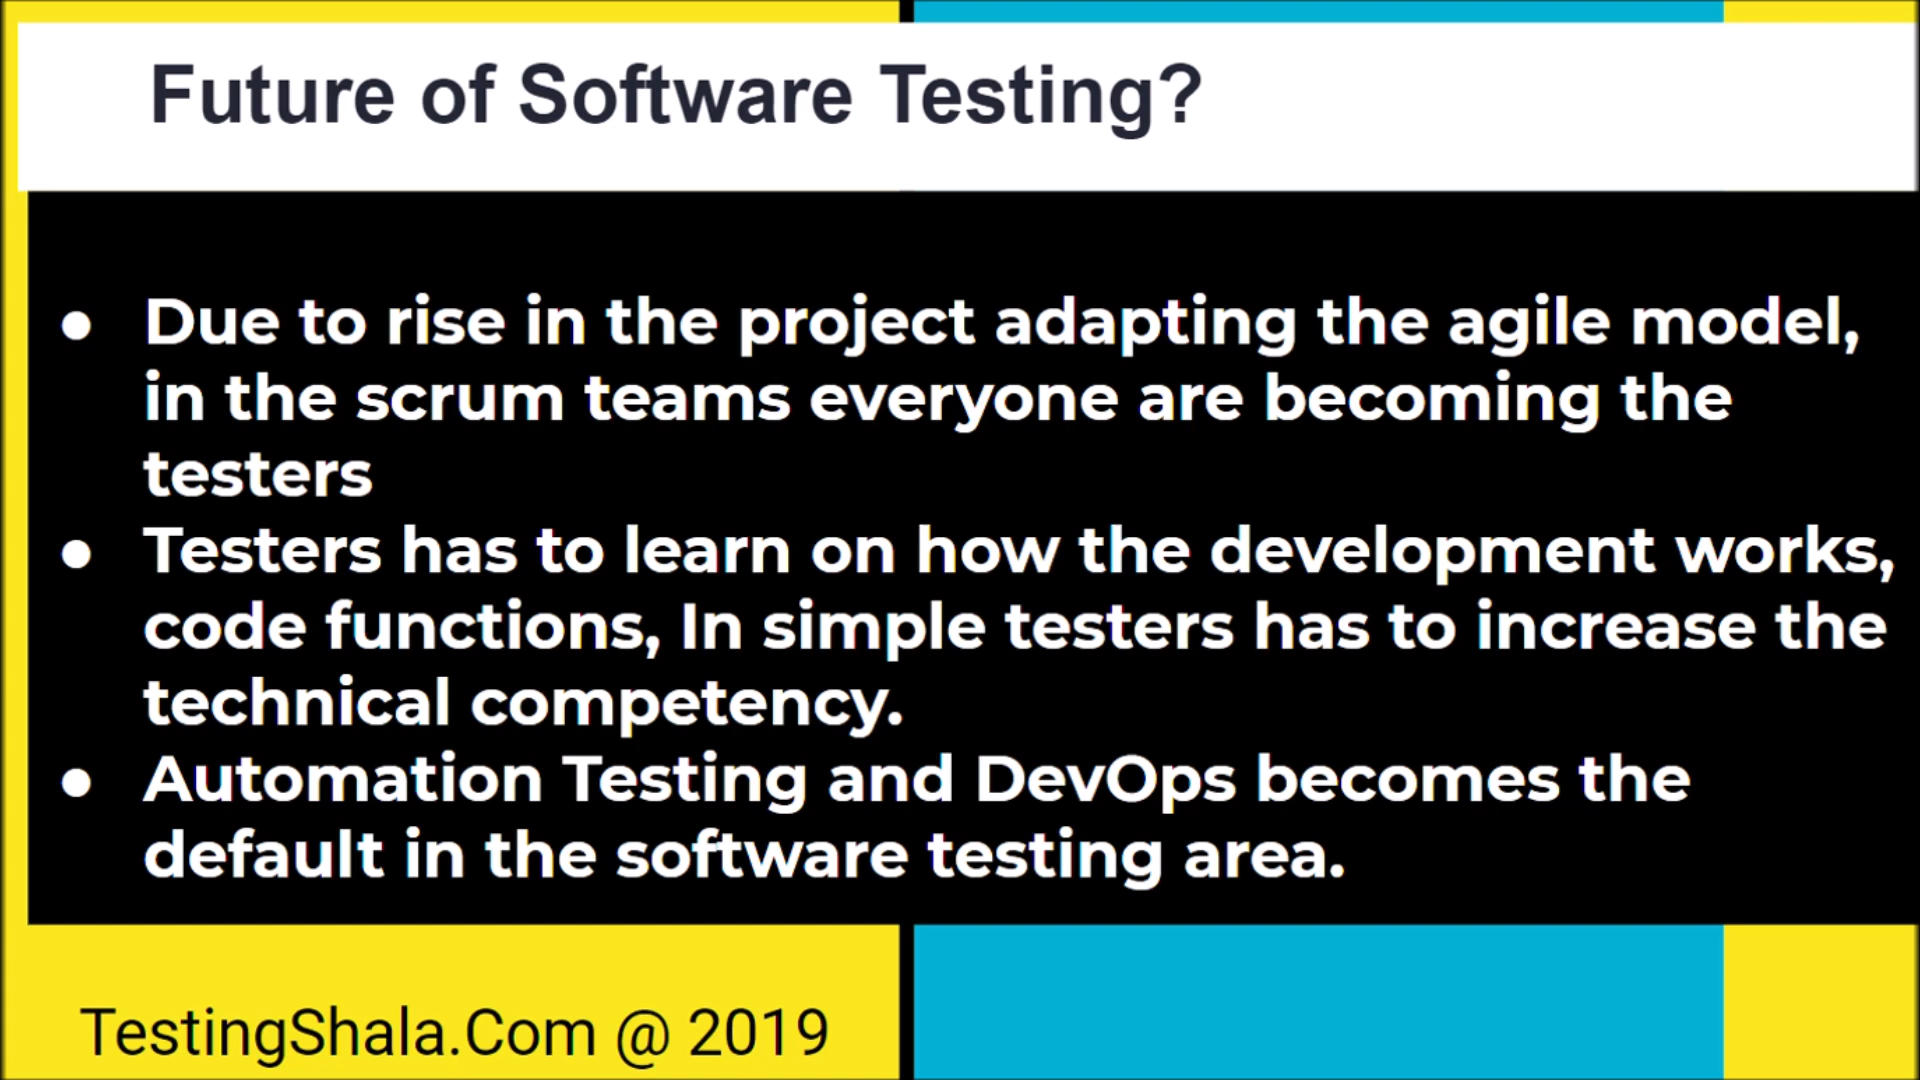 Future of Software Testing?
● Due to rise in the project adapting the agile model,
in the scrum teams everyone are becoming the
testers
● Testers has to learn on how the development works,
code functions, In simple testers has to increase the
technical competency.
● Automation Testing and DevOps becomes the
default in the software testing area.
TestingShala.Com @ 2019